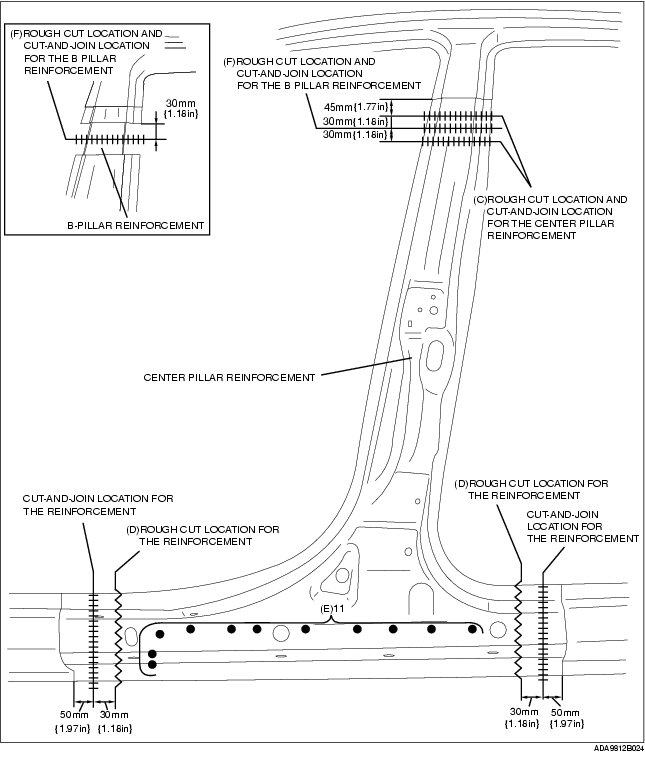 (F)ROUGH CUT LOCATION AND
CUT-AND-JOIN LOCATION
FOR THE B PILLAR
REINFORCEMENT
30mm
{1.18in}
B-PILLAR REINFORCEMENT
(F)ROUGH CUT LOCATION AND
CUT-AND-JOIN LOCATION
FOR THE B PILLAR REINFORCEMENT
45mm{1.77in}
30mm{1.18in}
30mm{1.18in}
(C)ROUGH CUT LOCATION AND
CUT-AND-JOIN LOCATION
FOR THE CENTER PILLAR
REINFORCEMENT
CENTER PILLAR REINFORCEMENT
CUT-AND-JOIN LOCATION FOR
THE REINFORCEMENT
(D)ROUGH CUT LOCATION FOR
THE REINFORCEMENT
(D)ROUGH CUT LOCATION FOR
THE REINFORCEMENT
CUT-AND-JOIN
LOCATION FOR
THE REINFORCEMENT
(E)11
50mm
{1.97in}
30mm
{1.18in}
30mm
{1.18in}
50mm
{1.97in}
ADA9812B024